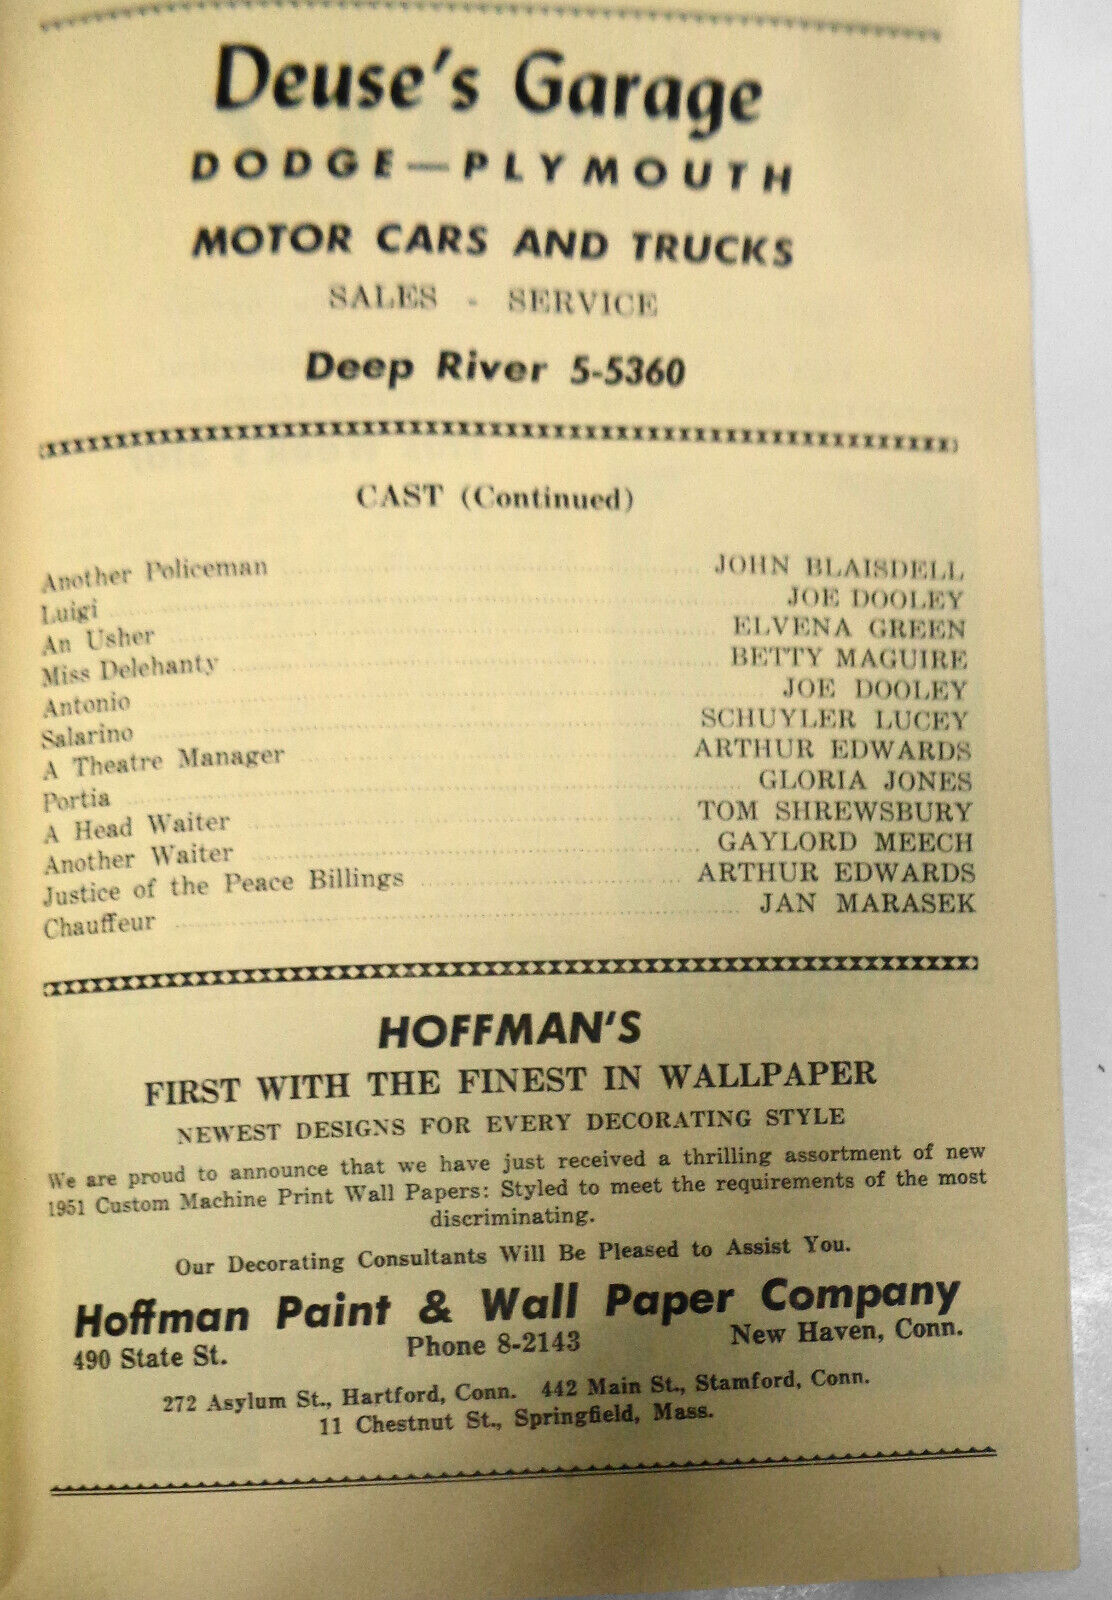 Deuse's Garage
DODGE—PLYMOUTH
MOTOR CARS AND TRUCKS
SALES - SERVICE
Deep River 5-5360
CAST (Continued)
Another Policeman JOHN BLAISDELL
Luigi JOE DOOLEY
An Usher ELVENA GREEN
Miss Delehanty BETTY MAGUIRE
Antonio JOE DOOLEY
Salarino SCHUYLER LUCEY
A Theatre Manager ARTHUR EDWARDS
Portia GLORIA JONES
A Head Waiter TOM SHREWSBURY
Another Waiter GAYLORD MEECH
Justice of the Peace Billings ARTHUR EDWARDS
Chauffeur JAN MARASEK
HOFFMAN'S
FIRST WITH THE FINEST IN WALLPAPER
NEWEST DESIGNS FOR EVERY DECORATING STYLE
We are proud to announce that we have just received a thrilling assortment of new
1951 Custom Machine Print Wall Papers: Styled to meet the requirements of the most
discriminating.
Our Decorating Consultants Will Be Pleased to Assist You.
Hoffman Paint & Wall Paper Company
490 State St. Phone 8-2143 New Haven, Conn.
272 Asylum St., Hartford, Conn. 442 Main St., Stamford, Conn.
11 Chestnut St., Springfield, Mass.